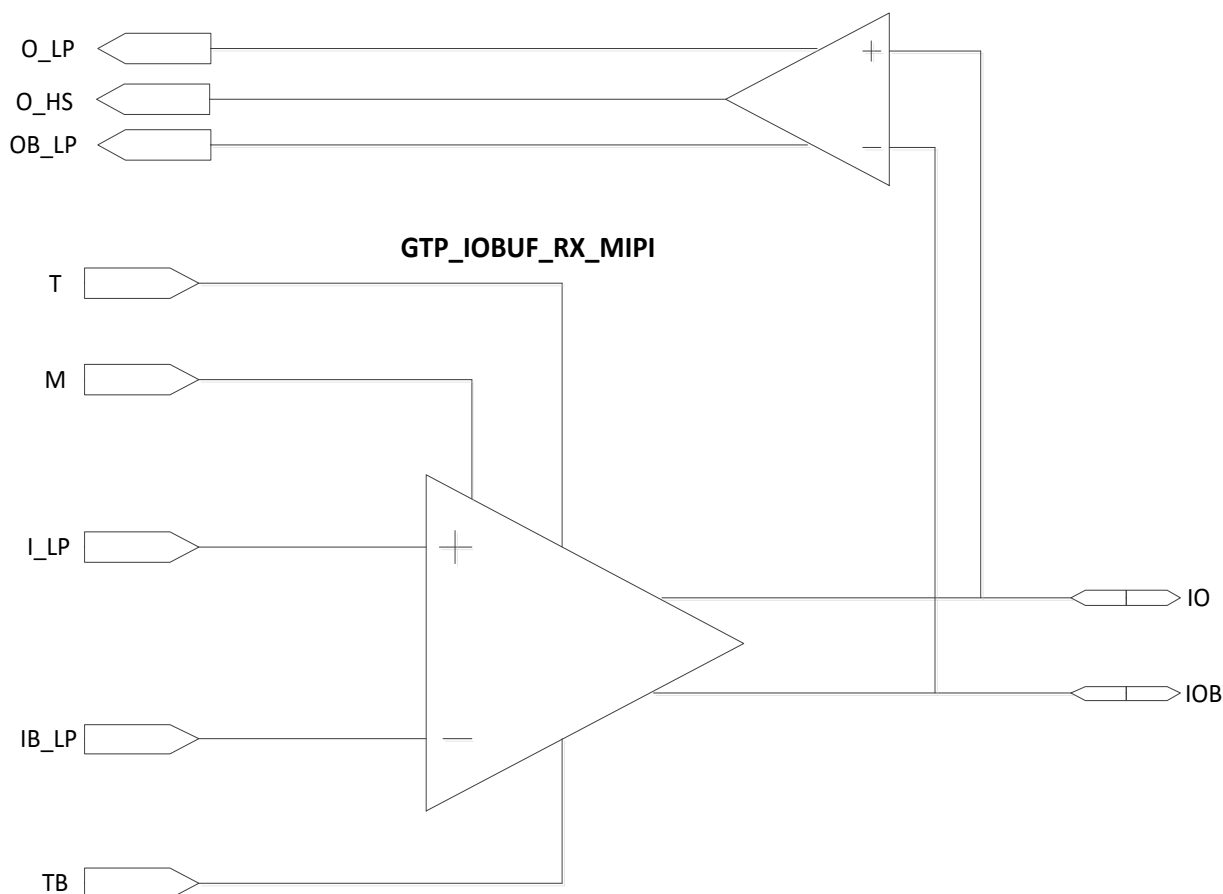 O_LP
O_HS
OB_LP
GTP_IOBUF_RX_MIPI
T
M
I_LP
IO
IOB
IB_LP
TB